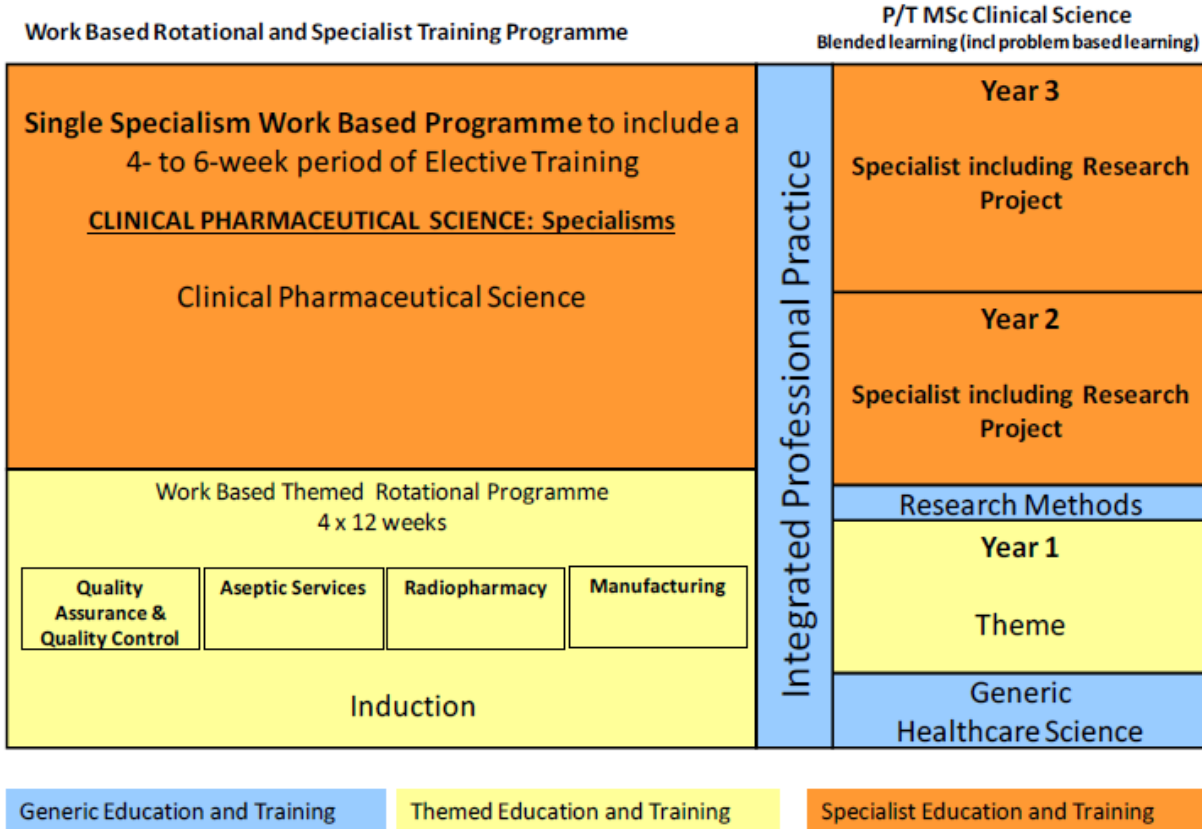 Work Based Rotational and Specialist Training Programme
P/T MSc Clinical Science
Blended learning (incl problem based learning)
Single Specialism Work Based Programme to include a
4- to 6-week period of Elective Training
CLINICAL PHARMACEUTICAL SCIENCE: Specialisms
Clinical Pharmaceutical Science
Work Based Themed Rotational Programme
4 x 12 weeks
Quality
Assurance &
Quality Control
Aseptic Services
Radiopharmacy
Manufacturing
Induction
Integrated Professional Practice
Year 3
Specialist including Research
Project
Year 2
Specialist including Research
Project
Research Methods
Year 1
Theme
Generic
Healthcare Science
Generic Education and Training
Themed Education and Training
Specialist Education and Training